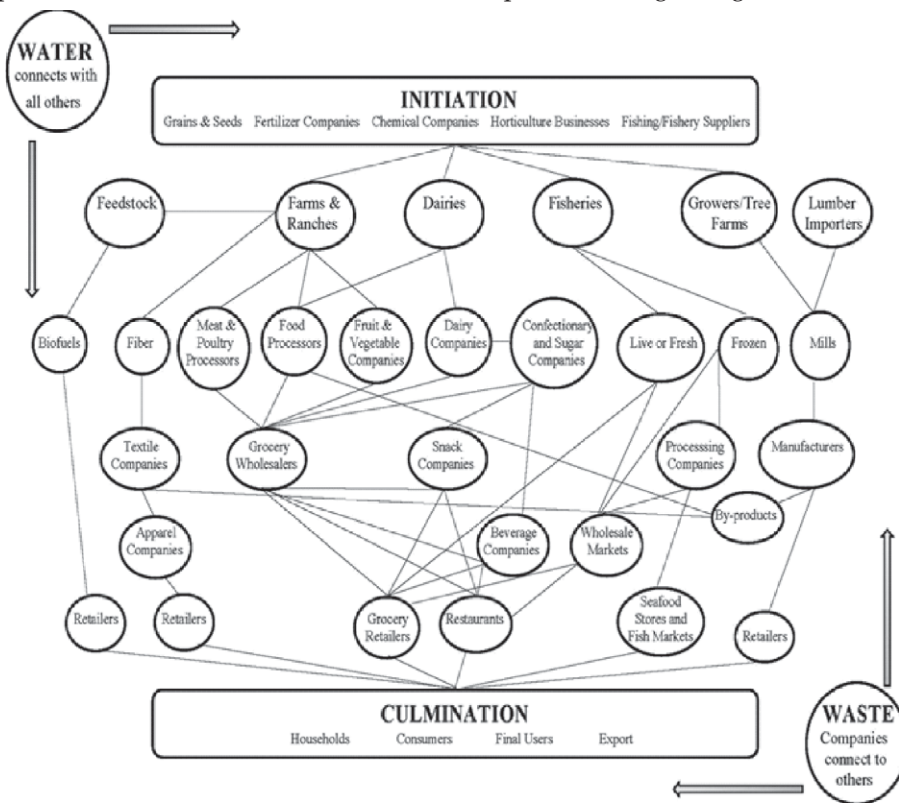 WATER
connects with
all others
INITIATION
Grains & Seeds Fertilizer Companies Chemical Companies Horticulture Businesses Fishing/Fishery Suppliers
Feedstock
Farms &
Ranches
Dairies
Fisheries
Growers/Tree
Farms
Lumber
Importers
Biofuels
Fiber
Meat &
Poultry
Processors
Food
Processors
Fruit &
Vegetable
Companies
Dairy
Companies
Confectionary
and Sugar
Companies
Live or Fresh
Frozen
Mills
Textile
Companies
Grocery
Wholesalers
Snack
Companies
Processsing
Companies
Manufacturers
By-products
Apparel
Companies
Beverage
Companies
Wholesale
Markets
Retailers
Retailers
Grocery
Retailers
Restaurants
Seafood
Stores and
Fish Markets
Retailers
CULMINATION
Households Consumers Final Users Export
WASTE
Companies
connect to
others